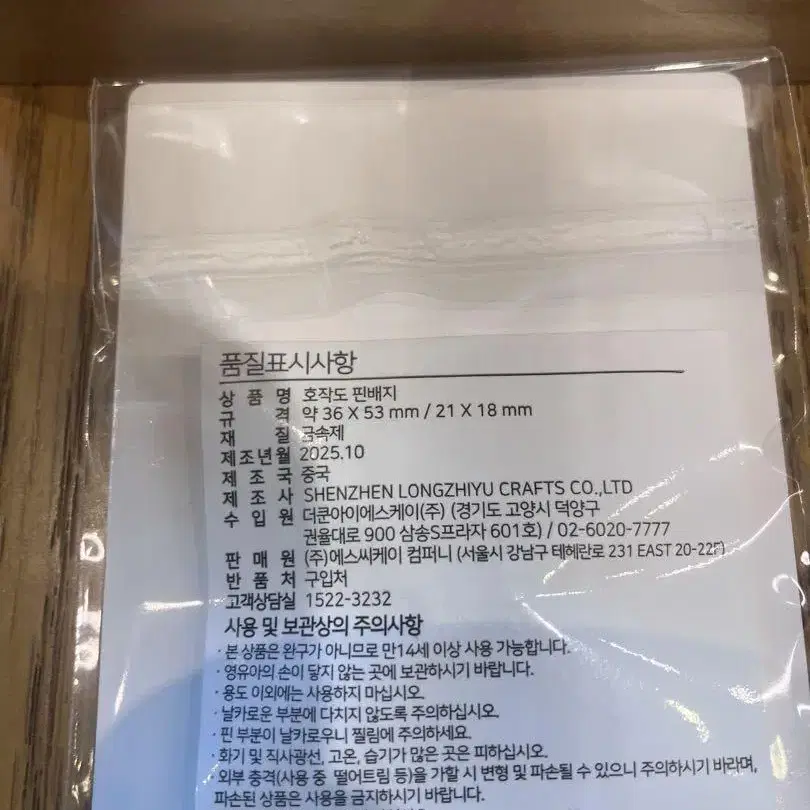 품질표시사항
상 품 명 호작도 핀배지
규 격 약 36 X 53 mm / 21 X 18 mm
재 질 금속제
제조년월 2025.10
제 조 국 중국
제 조 사 SHENZHEN LONGZHIYU CRAFTS CO.,LTD
수 입 원 더쿤아이에스케이(주) (경기도 고양시 덕양구
권율대로 900 삼송S프라자 601호) / 02-6020-7777
판 매 원 (주)에스씨케이 컴퍼니 (서울시 강남구 테헤란로 231 EAST 20-22F)
반 품 처 구입처
고객상담실 1522-3232
사용 및 보관상의 주의사항
· 본 상품은 완구가 아니므로 만14세 이상 사용 가능합니다.
· 영유아의 손이 닿지 않는 곳에 보관하시기 바랍니다.
· 용도 이외에는 사용하지 마십시오.
· 날카로운 부분에 다치지 않도록 주의하십시오.
· 핀 부분이 날카로우니 찔림에 주의하세요.
· 화기 및 직사광선, 고온, 습기가 많은 곳은 피하십시오.
· 외부 충격(사용 중 떨어트림 등)을 가할 시 변형 및 파손될 수 있으니 주의하시기 바라며,
파손된 상품은 사용을 금지하시기 바랍니다.